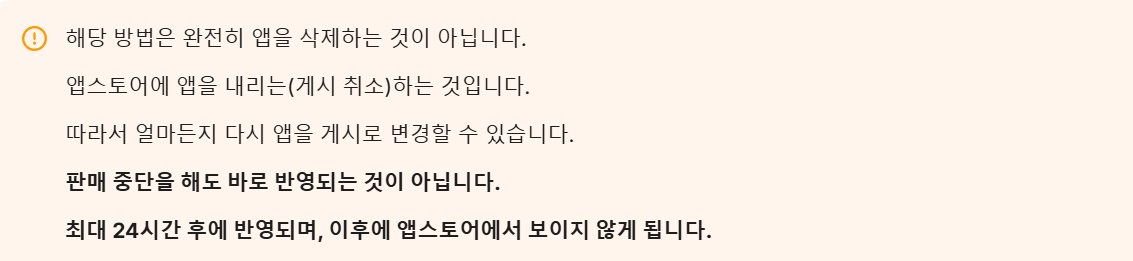 해당 방법은 완전히 앱을 삭제하는 것이 아닙니다.
앱스토어에 앱을 내리는(게시 취소)하는 것입니다.
따라서 얼마든지 다시 앱을 게시로 변경할 수 있습니다.
판매 중단을 해도 바로 반영되는 것이 아닙니다.
최대 24시간 후에 반영되며, 이후에 앱스토어에서 보이지 않게 됩니다.